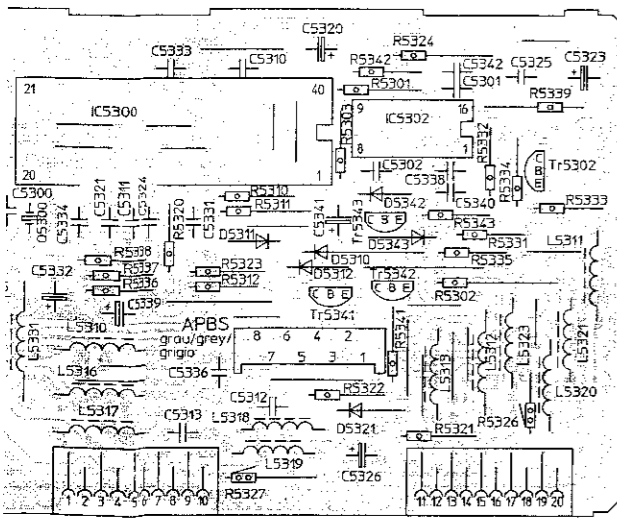 C5320
R5324
C5333
C5310
R5342
C5342
C5325
C5323
R5301
C5301
R5339
21
40
IC5300
R5303
9
16
IC5302
8
1
R5332
20
1
C5302
C5338
R5334
C
B
E
Tr5302
C5300
D5300
C5334
C5321
C5311
C5324
R5320
C5331
R5310
R5311
C5341
Tr5343
D5342
C B E
C5340
R5343
R5333
D5311
D5343
R5331
L5311
R5338
R5337
R5336
R5323
R5312
D5310
D5312
Tr5342
R5335
R5302
C5332
C5339
Tr5341
C B E
C B E
L5331
L5310
APBS
grau/grey/
grigio
8 6 4 2
7 5 3 1
R5341
L5313
L5312
L5323
L5321
L5316
C5336
R5322
L5320
L5317
C5312
L5318
D5321
R5321
R5326
C5313
L5319
C5326
R5327
1 2 3 4 5 6 7 8 9 10
11 12 13 14 15 16 17 18 19 20